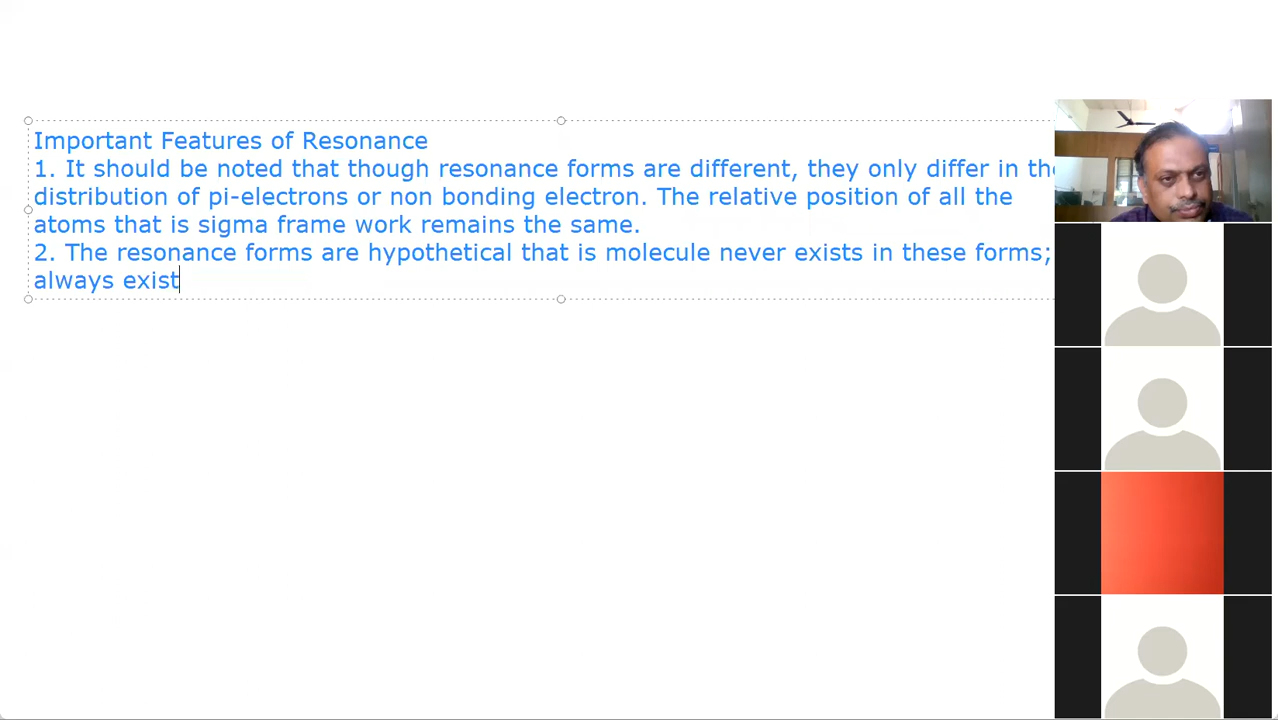 Important Features of Resonance
1. It should be noted that though resonance forms are different, they only differ in the
distribution of pi-electrons or non bonding electron. The relative position of all the
atoms that is sigma frame work remains the same.
2. The resonance forms are hypothetical that is molecule never exists in these forms;
always exist